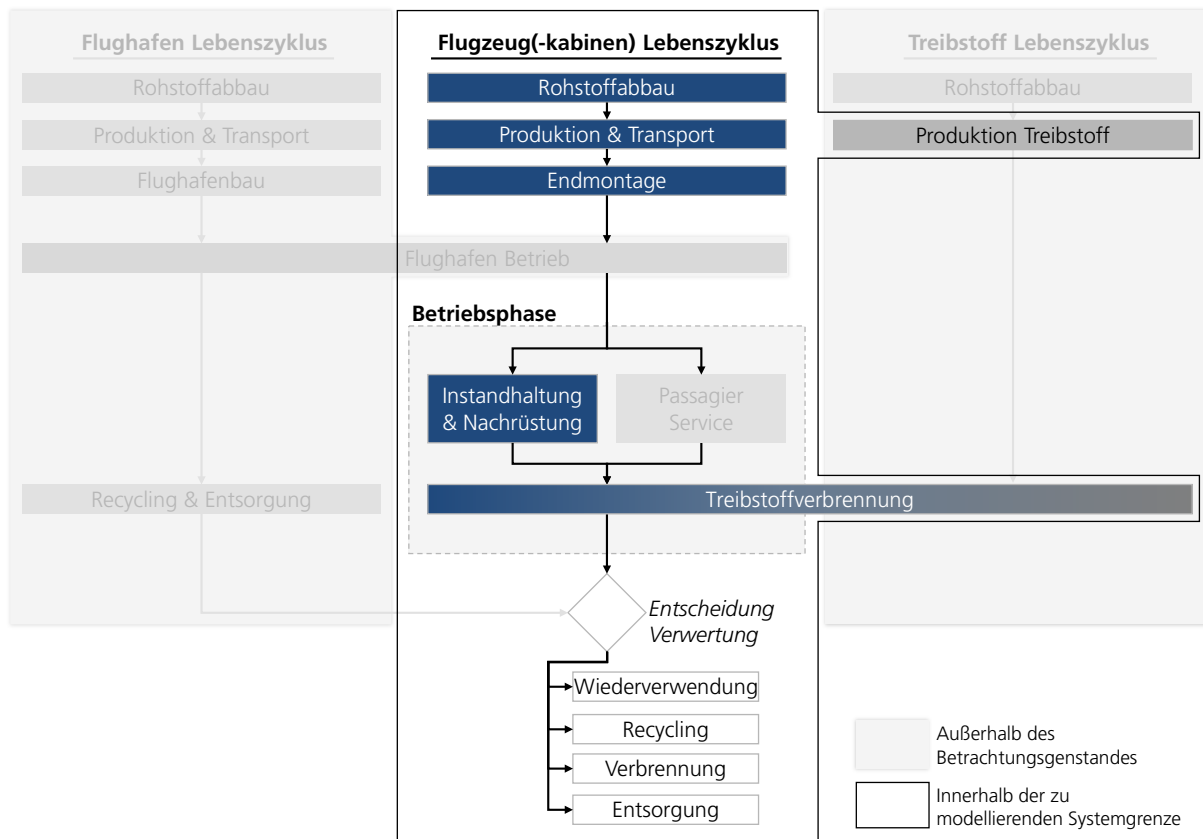 Flughafen Lebenszyklus
Rohstoffabbau
Produktion & Transport
Flughafenbau
Flugzeug(-kabinen) Lebenszyklus
Rohstoffabbau
Produktion & Transport
Endmontage
Treibstoff Lebenszyklus
Rohstoffabbau
Produktion Treibstoff
Flughafen Betrieb
Betriebsphase
Instandhaltung
& Nachrüstung
Passagier
Service
Recycling & Entsorgung
Treibstoffverbrennung
Entscheidung
Verwertung
Wiederverwendung
Recycling
Verbrennung
Entsorgung
Außerhalb des
Betrachtungsgenstandes
Innerhalb der zu
modellierenden Systemgrenze